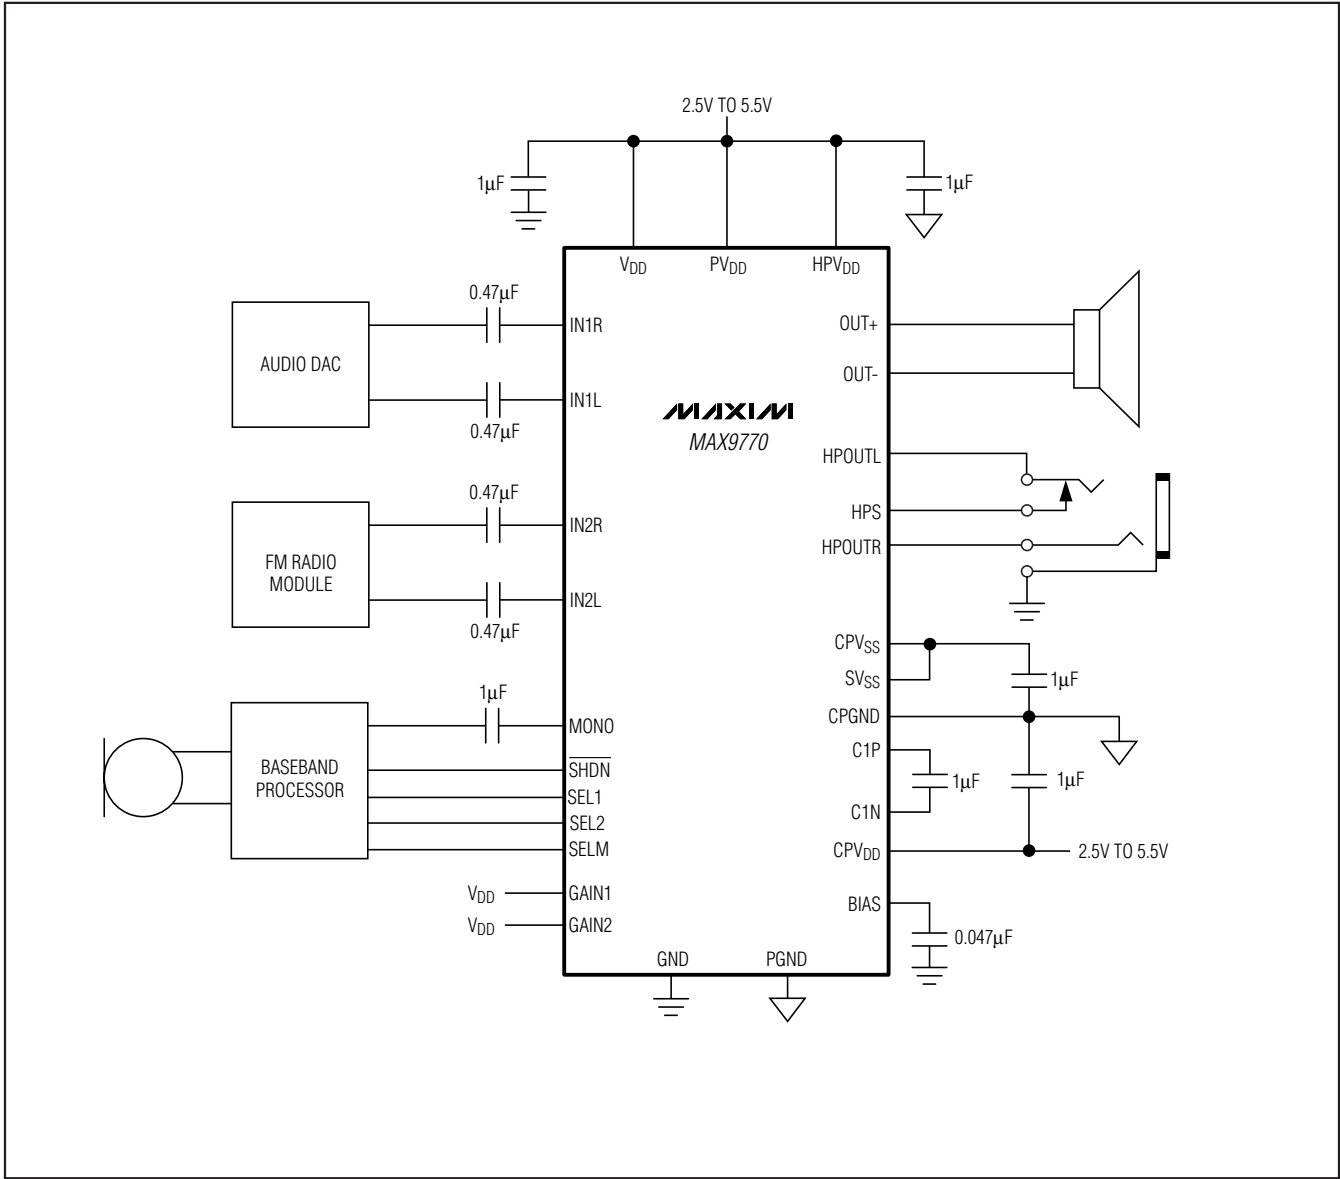 2.5V TO 5.5V
1μF
1μF
VDD
PVDD
HPVDD
0.47μF
IN1R
OUT+
AUDIO DAC
OUT-
IN1L
0.47μF
MAXIM
MAX9770
HPOUTL
0.47μF
IN2R
HPS
HPOUTR
FM RADIO
MODULE
IN2L
0.47μF
CPVSS
SVSS
1μF
1μF
MONO
CPGND
BASEBAND
PROCESSOR
SHDN
C1P
1μF
1μF
SEL1
C1N
SEL2
SELM
CPVDD
2.5V TO 5.5V
VDD
GAIN1
BIAS
VDD
GAIN2
0.047μF
GND
PGND